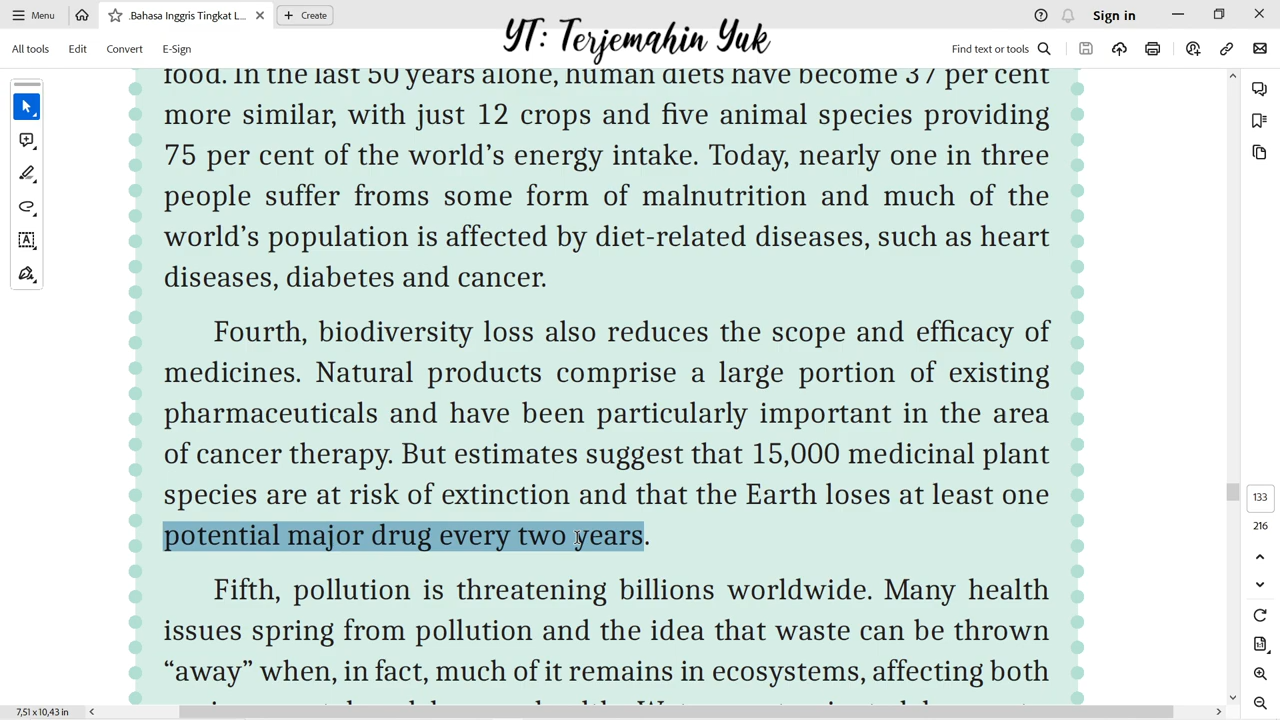 Menu
.Bahasa Inggris Tingkat L...
Create
Sign in
All tools
Edit
Convert
E-Sign
YT: Terjemahin Yuk
Find text or tools
food. In the last 50 years alone, human diets have become 37 per cent
more similar, with just 12 crops and five animal species providing
75 per cent of the world’s energy intake. Today, nearly one in three
people suffer froms some form of malnutrition and much of the
world’s population is affected by diet-related diseases, such as heart
diseases, diabetes and cancer.
Fourth, biodiversity loss also reduces the scope and efficacy of
medicines. Natural products comprise a large portion of existing
pharmaceuticals and have been particularly important in the area
of cancer therapy. But estimates suggest that 15,000 medicinal plant
species are at risk of extinction and that the Earth loses at least one
potential major drug every two years.
Fifth, pollution is threatening billions worldwide. Many health
issues spring from pollution and the idea that waste can be thrown
“away” when, in fact, much of it remains in ecosystems, affecting both
133
216
7,51 x 10,43 in